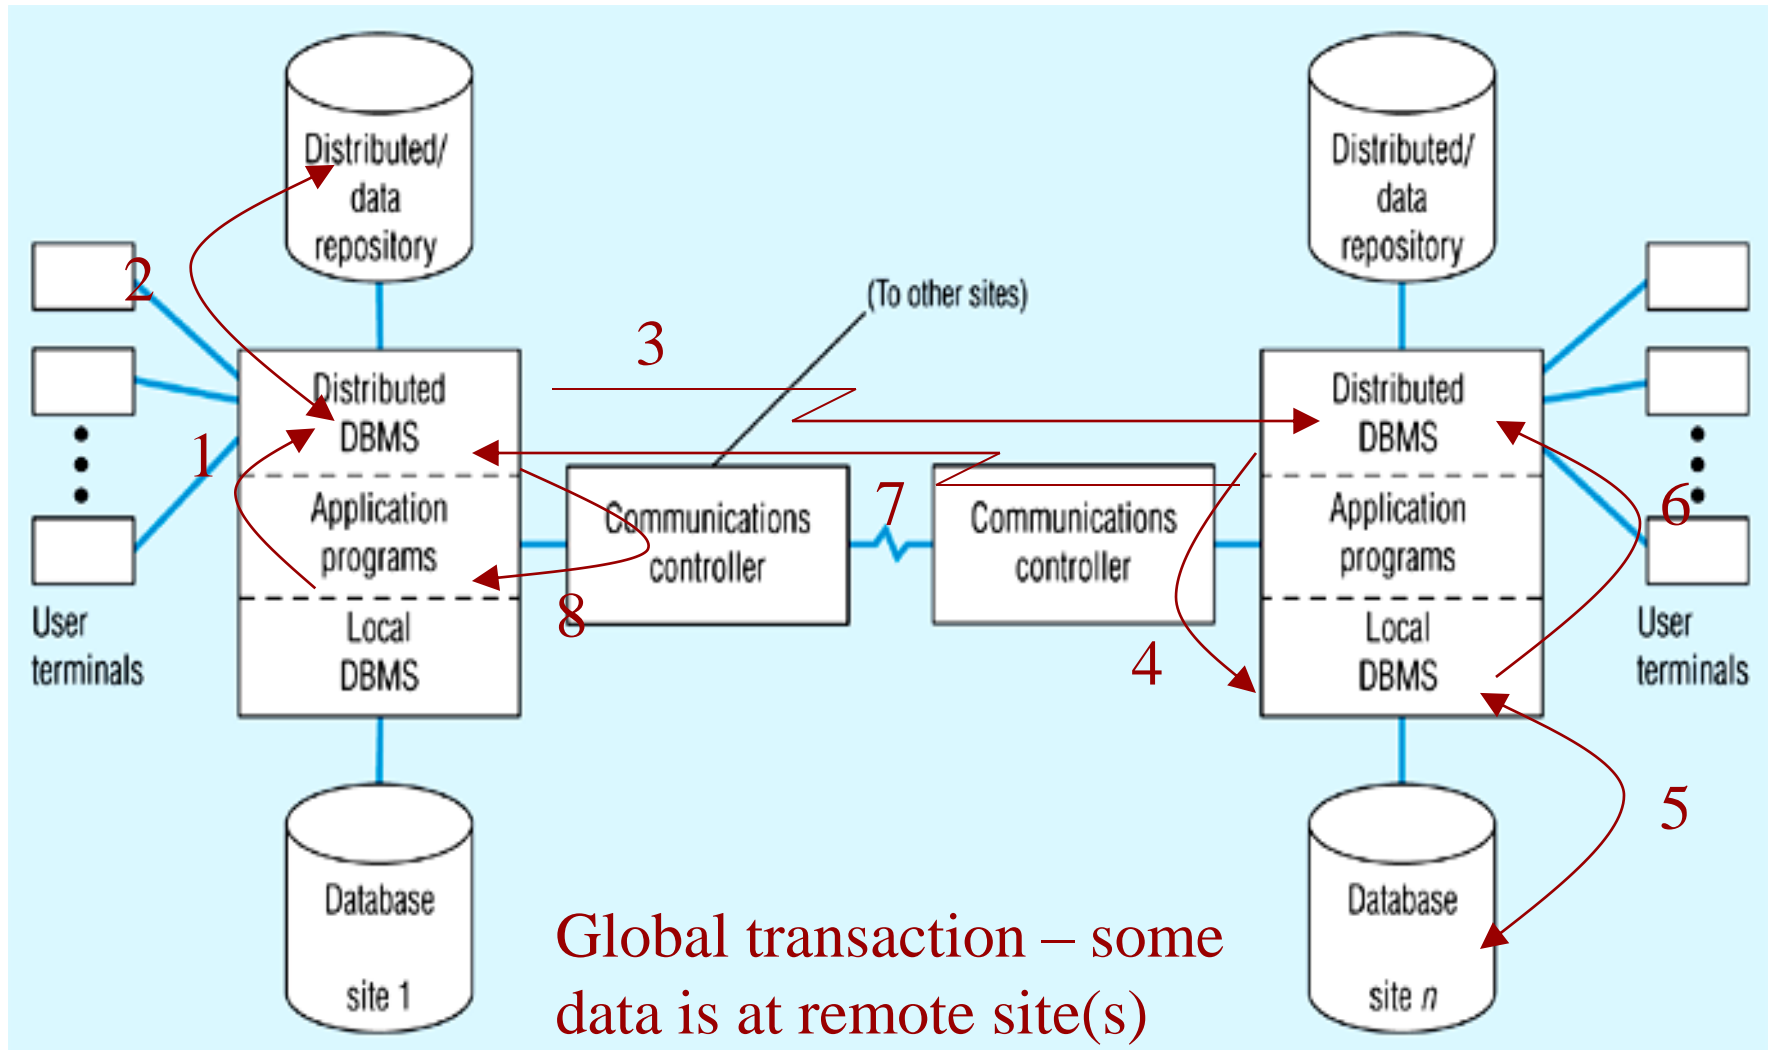 Distributed/
data
repository
Distributed/
data
repository
2
(To other sites)
3
Distributed
DBMS
Distributed
DBMS
1
7
6
Application
programs
Communications
controller
Communications
controller
Application
programs
8
User
terminals
Local
DBMS
4
Local
DBMS
User
terminals
5
Database
site 1
Database
site n
Global transaction – some
data is at remote site(s)